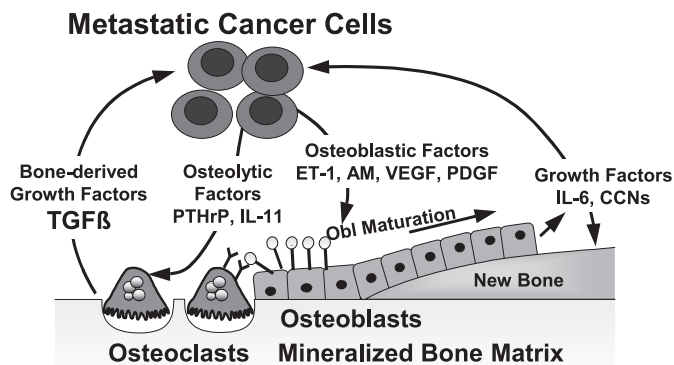 Metastatic Cancer Cells
Bone-derived
Growth Factors
TGFß
Osteolytic
Factors
PTHrP, IL-11
Osteoblastic Factors
ET-1, AM, VEGF, PDGF
Growth Factors
IL-6, CCNs
Obl Maturation
New Bone
Osteoblasts
Osteoclasts
Mineralized Bone Matrix